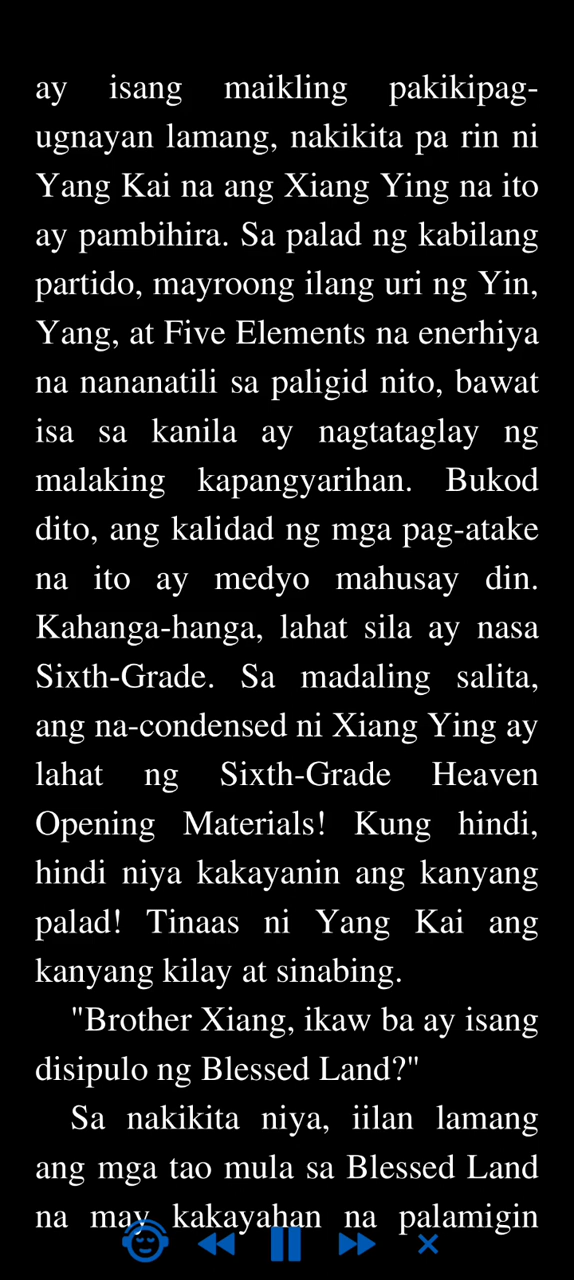 ay isang maikling pakikipag-
ugnayan lamang, nakikita pa rin ni
Yang Kai na ang Xiang Ying na ito
ay pambihira. Sa palad ng kabilang
partido, mayroong ilang uri ng Yin,
Yang, at Five Elements na enerhiya
na nananatili sa paligid nito, bawat
isa sa kanila ay nagtataglay ng
malaking kapangyarihan. Bukod
dito, ang kalidad ng mga pag-atake
na ito ay medyo mahusay din.
Kahanga-hanga, lahat sila ay nasa
Sixth-Grade. Sa madaling salita,
ang na-condensed ni Xiang Ying ay
lahat ng Sixth-Grade Heaven
Opening Materials! Kung hindi,
hindi niya kakayanin ang kanyang
palad! Tinaas ni Yang Kai ang
kanyang kilay at sinabing.
"Brother Xiang, ikaw ba ay isang
disipulo ng Blessed Land?"
Sa nakikita niya, iilan lamang
ang mga tao mula sa Blessed Land
na may kakayahan na palamigin